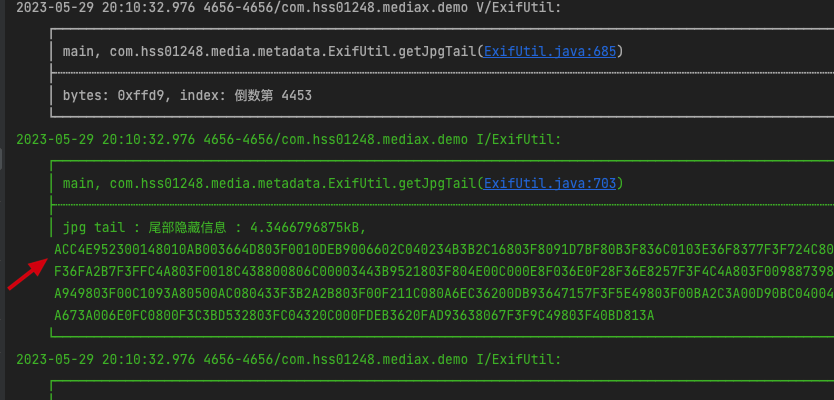 2023-05-29 20:10:32.976 4656-4656/com.hss01248.mediax.demo V/ExifUtil:
main, com.hss01248.media.metadata.ExifUtil.getJpgTail(ExifUtil.java:685)
bytes: 0xffd9, index: 倒数第 4453
2023-05-29 20:10:32.976 4656-4656/com.hss01248.mediax.demo I/ExifUtil:
main, com.hss01248.media.metadata.ExifUtil.getJpgTail(ExifUtil.java:703)
jpg tail : 尾部隐藏信息 : 4.3466796875kB,
ACC4E952300148010AB003664D803F0010DEB9006602C040234B3B2C16803F8091D7BF80B3F836C0103E36F8377F3F724C80
F36FA2B7F3FFC4A803F0018C438800806C00003443B9521803F804E00C000E8F036E0F28F36E8257F3F4C4A803F009887398
A949803F00C1093A80500AC080433F3B2A2B803F00F211C080A6EC36200DB93647157F3F5E49803F00BA2C3A00D90BC04004
A673A006E0FC0800F3C3BD532803FC04320C000FDEB3620FAD93638067F3F9C49803F40BD813A
2023-05-29 20:10:32.976 4656-4656/com.hss01248.mediax.demo I/ExifUtil: